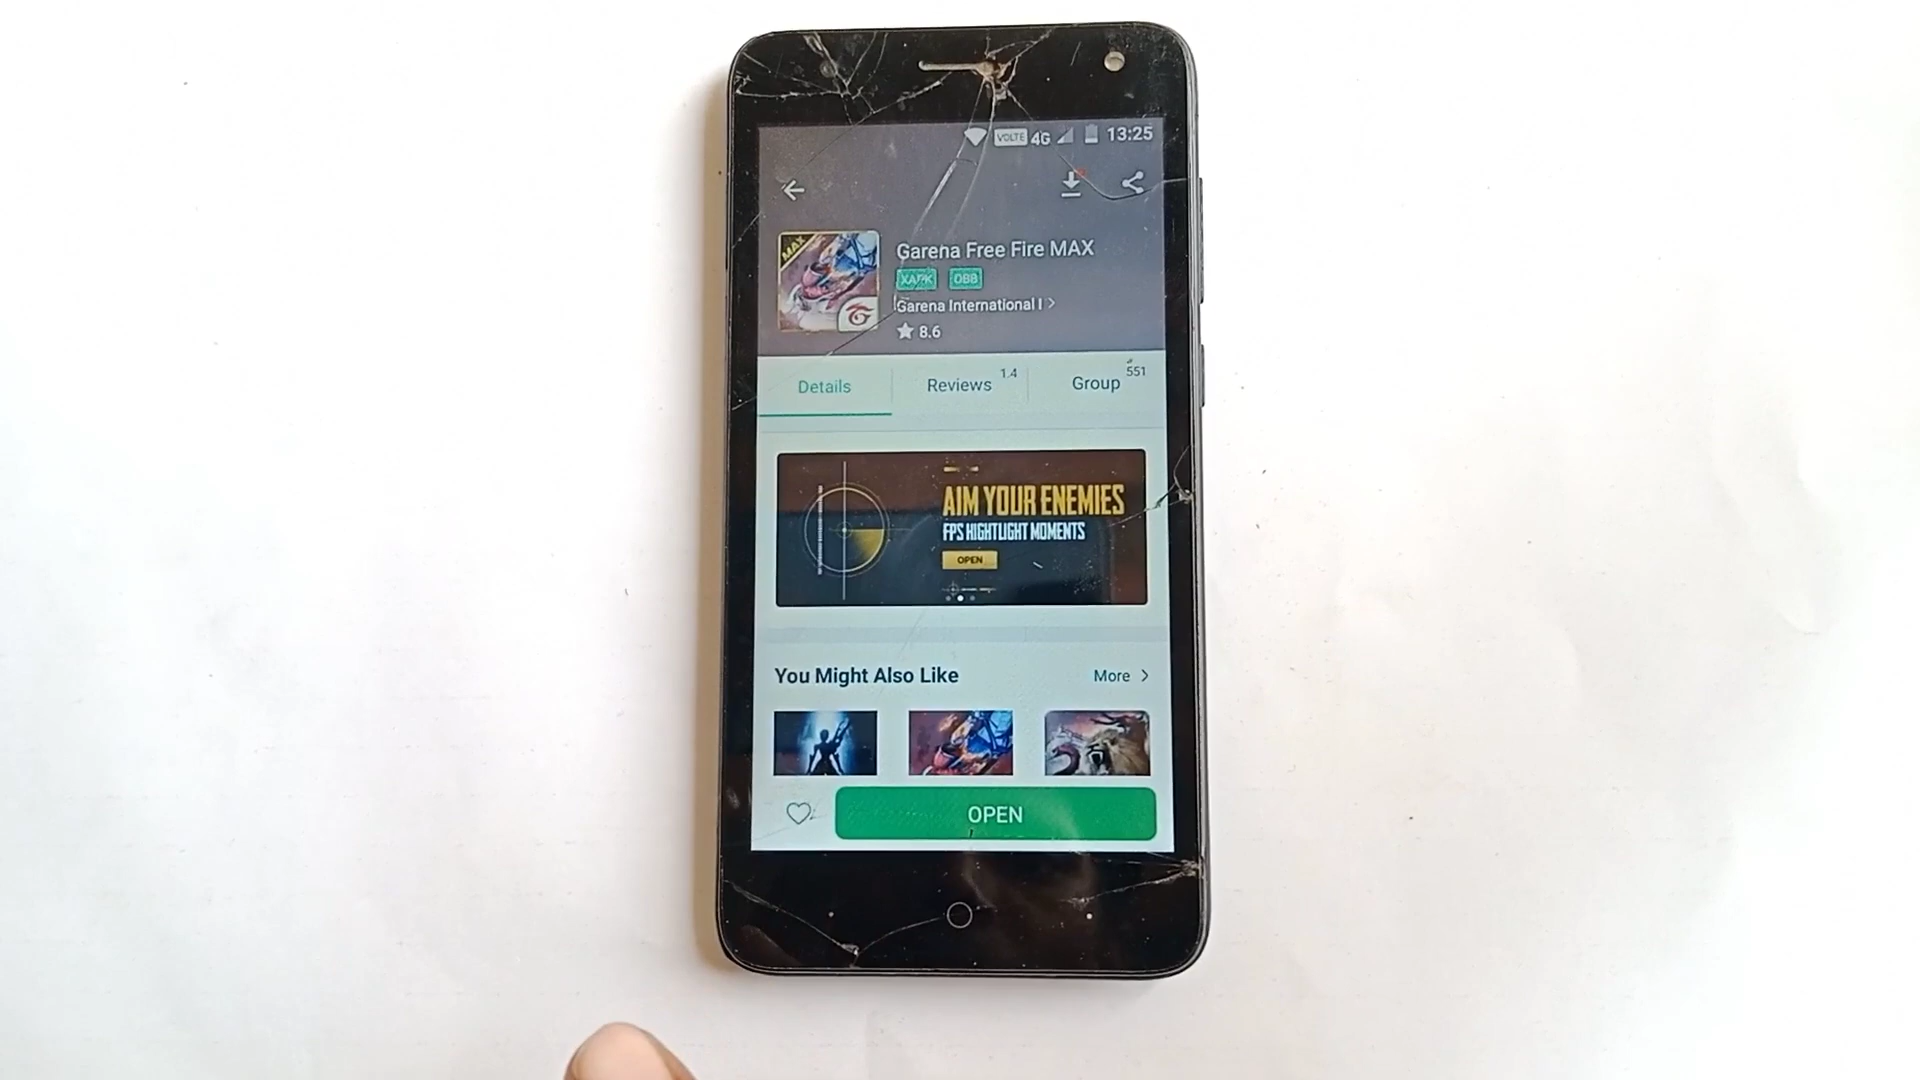 VOLTE 4G 13:25
MAX
Garena Free Fire MAX
XAPK OBB
Garena International I >
8.6
Details Reviews 1.4 Group 551
AIM YOUR ENEMIES
FPS HIGHTLIGHT MOMENTS
OPEN
You Might Also Like More >
OPEN